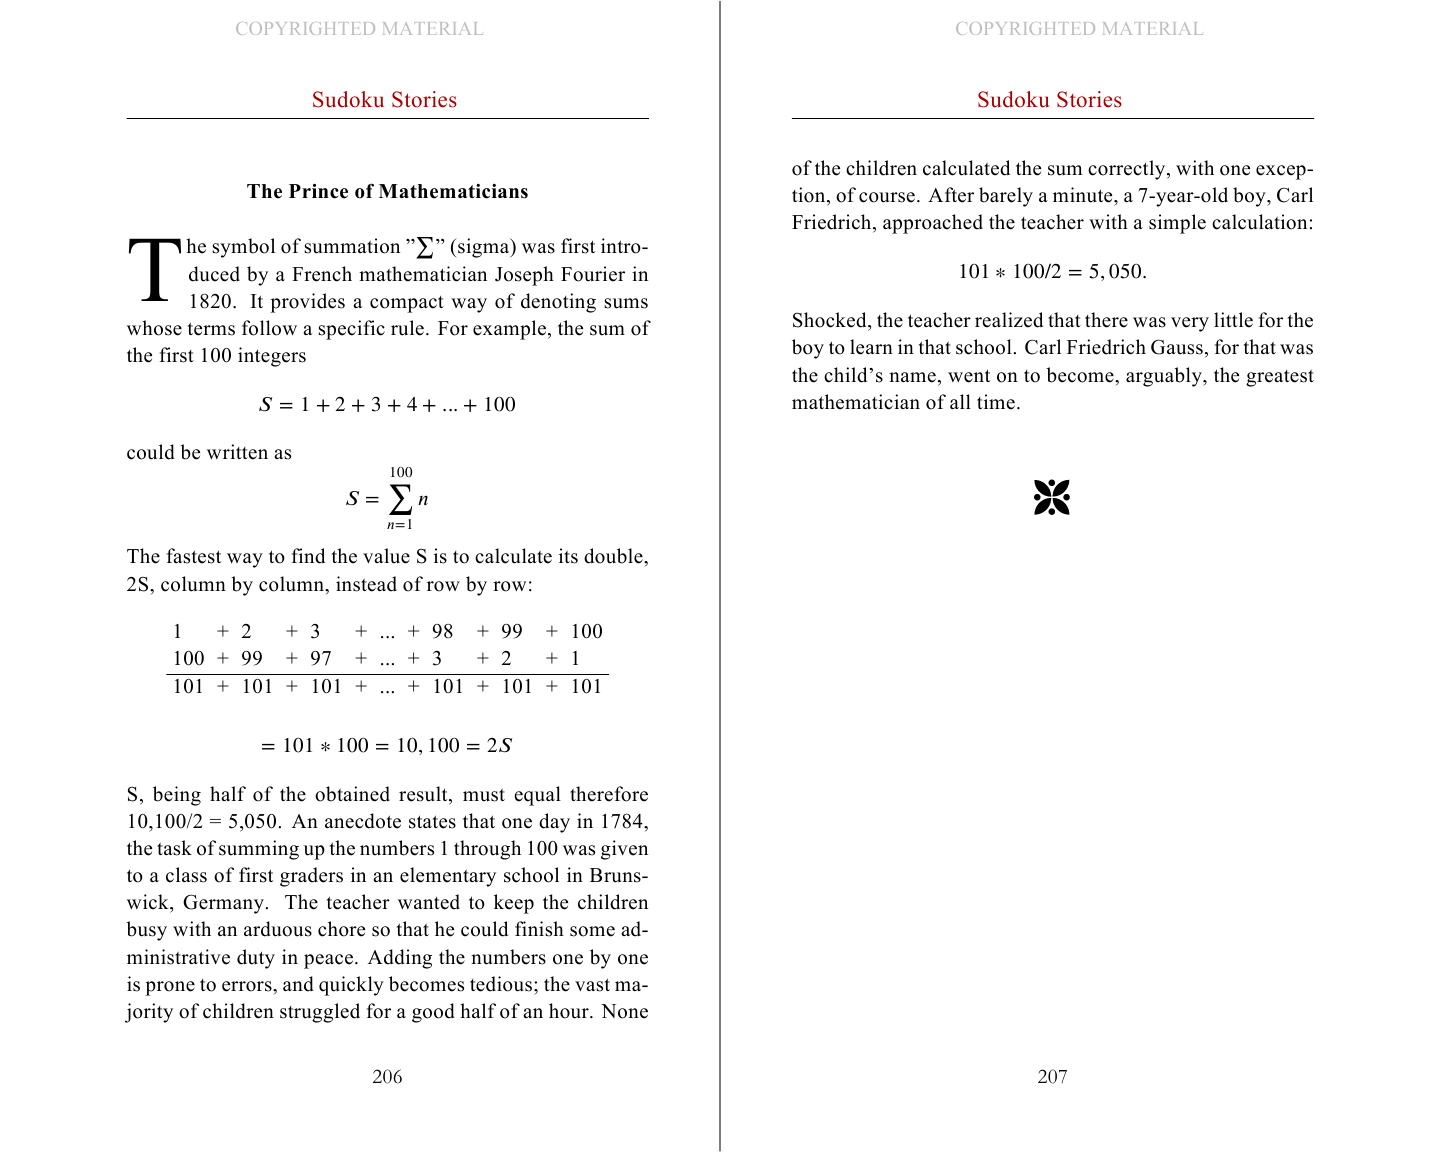 COPYRIGHTED MATERIAL
Sudoku Stories
The Prince of Mathematicians
The symbol of summation ”∑” (sigma) was first intro-
duced by a French mathematician Joseph Fourier in
1820. It provides a compact way of denoting sums
whose terms follow a specific rule. For example, the sum of
the first 100 integers
S = 1 + 2 + 3 + 4 + ... + 100
could be written as
100
S = ∑ n
n=1
The fastest way to find the value S is to calculate its double,
2S, column by column, instead of row by row:
1 + 2 + 3 + ... + 98 + 99 + 100
100 + 99 + 97 + ... + 3 + 2 + 1
101 + 101 + 101 + ... + 101 + 101 + 101
= 101 ∗ 100 = 10, 100 = 2S
S, being half of the obtained result, must equal therefore
10,100/2 = 5,050. An anecdote states that one day in 1784,
the task of summing up the numbers 1 through 100 was given
to a class of first graders in an elementary school in Bruns-
wick, Germany. The teacher wanted to keep the children
busy with an arduous chore so that he could finish some ad-
ministrative duty in peace. Adding the numbers one by one
is prone to errors, and quickly becomes tedious; the vast ma-
jority of children struggled for a good half of an hour. None
206
COPYRIGHTED MATERIAL
Sudoku Stories
of the children calculated the sum correctly, with one excep-
tion, of course. After barely a minute, a 7-year-old boy, Carl
Friedrich, approached the teacher with a simple calculation:
101 ∗ 100/2 = 5, 050.
Shocked, the teacher realized that there was very little for the
boy to learn in that school. Carl Friedrich Gauss, for that was
the child’s name, went on to become, arguably, the greatest
mathematician of all time.
207